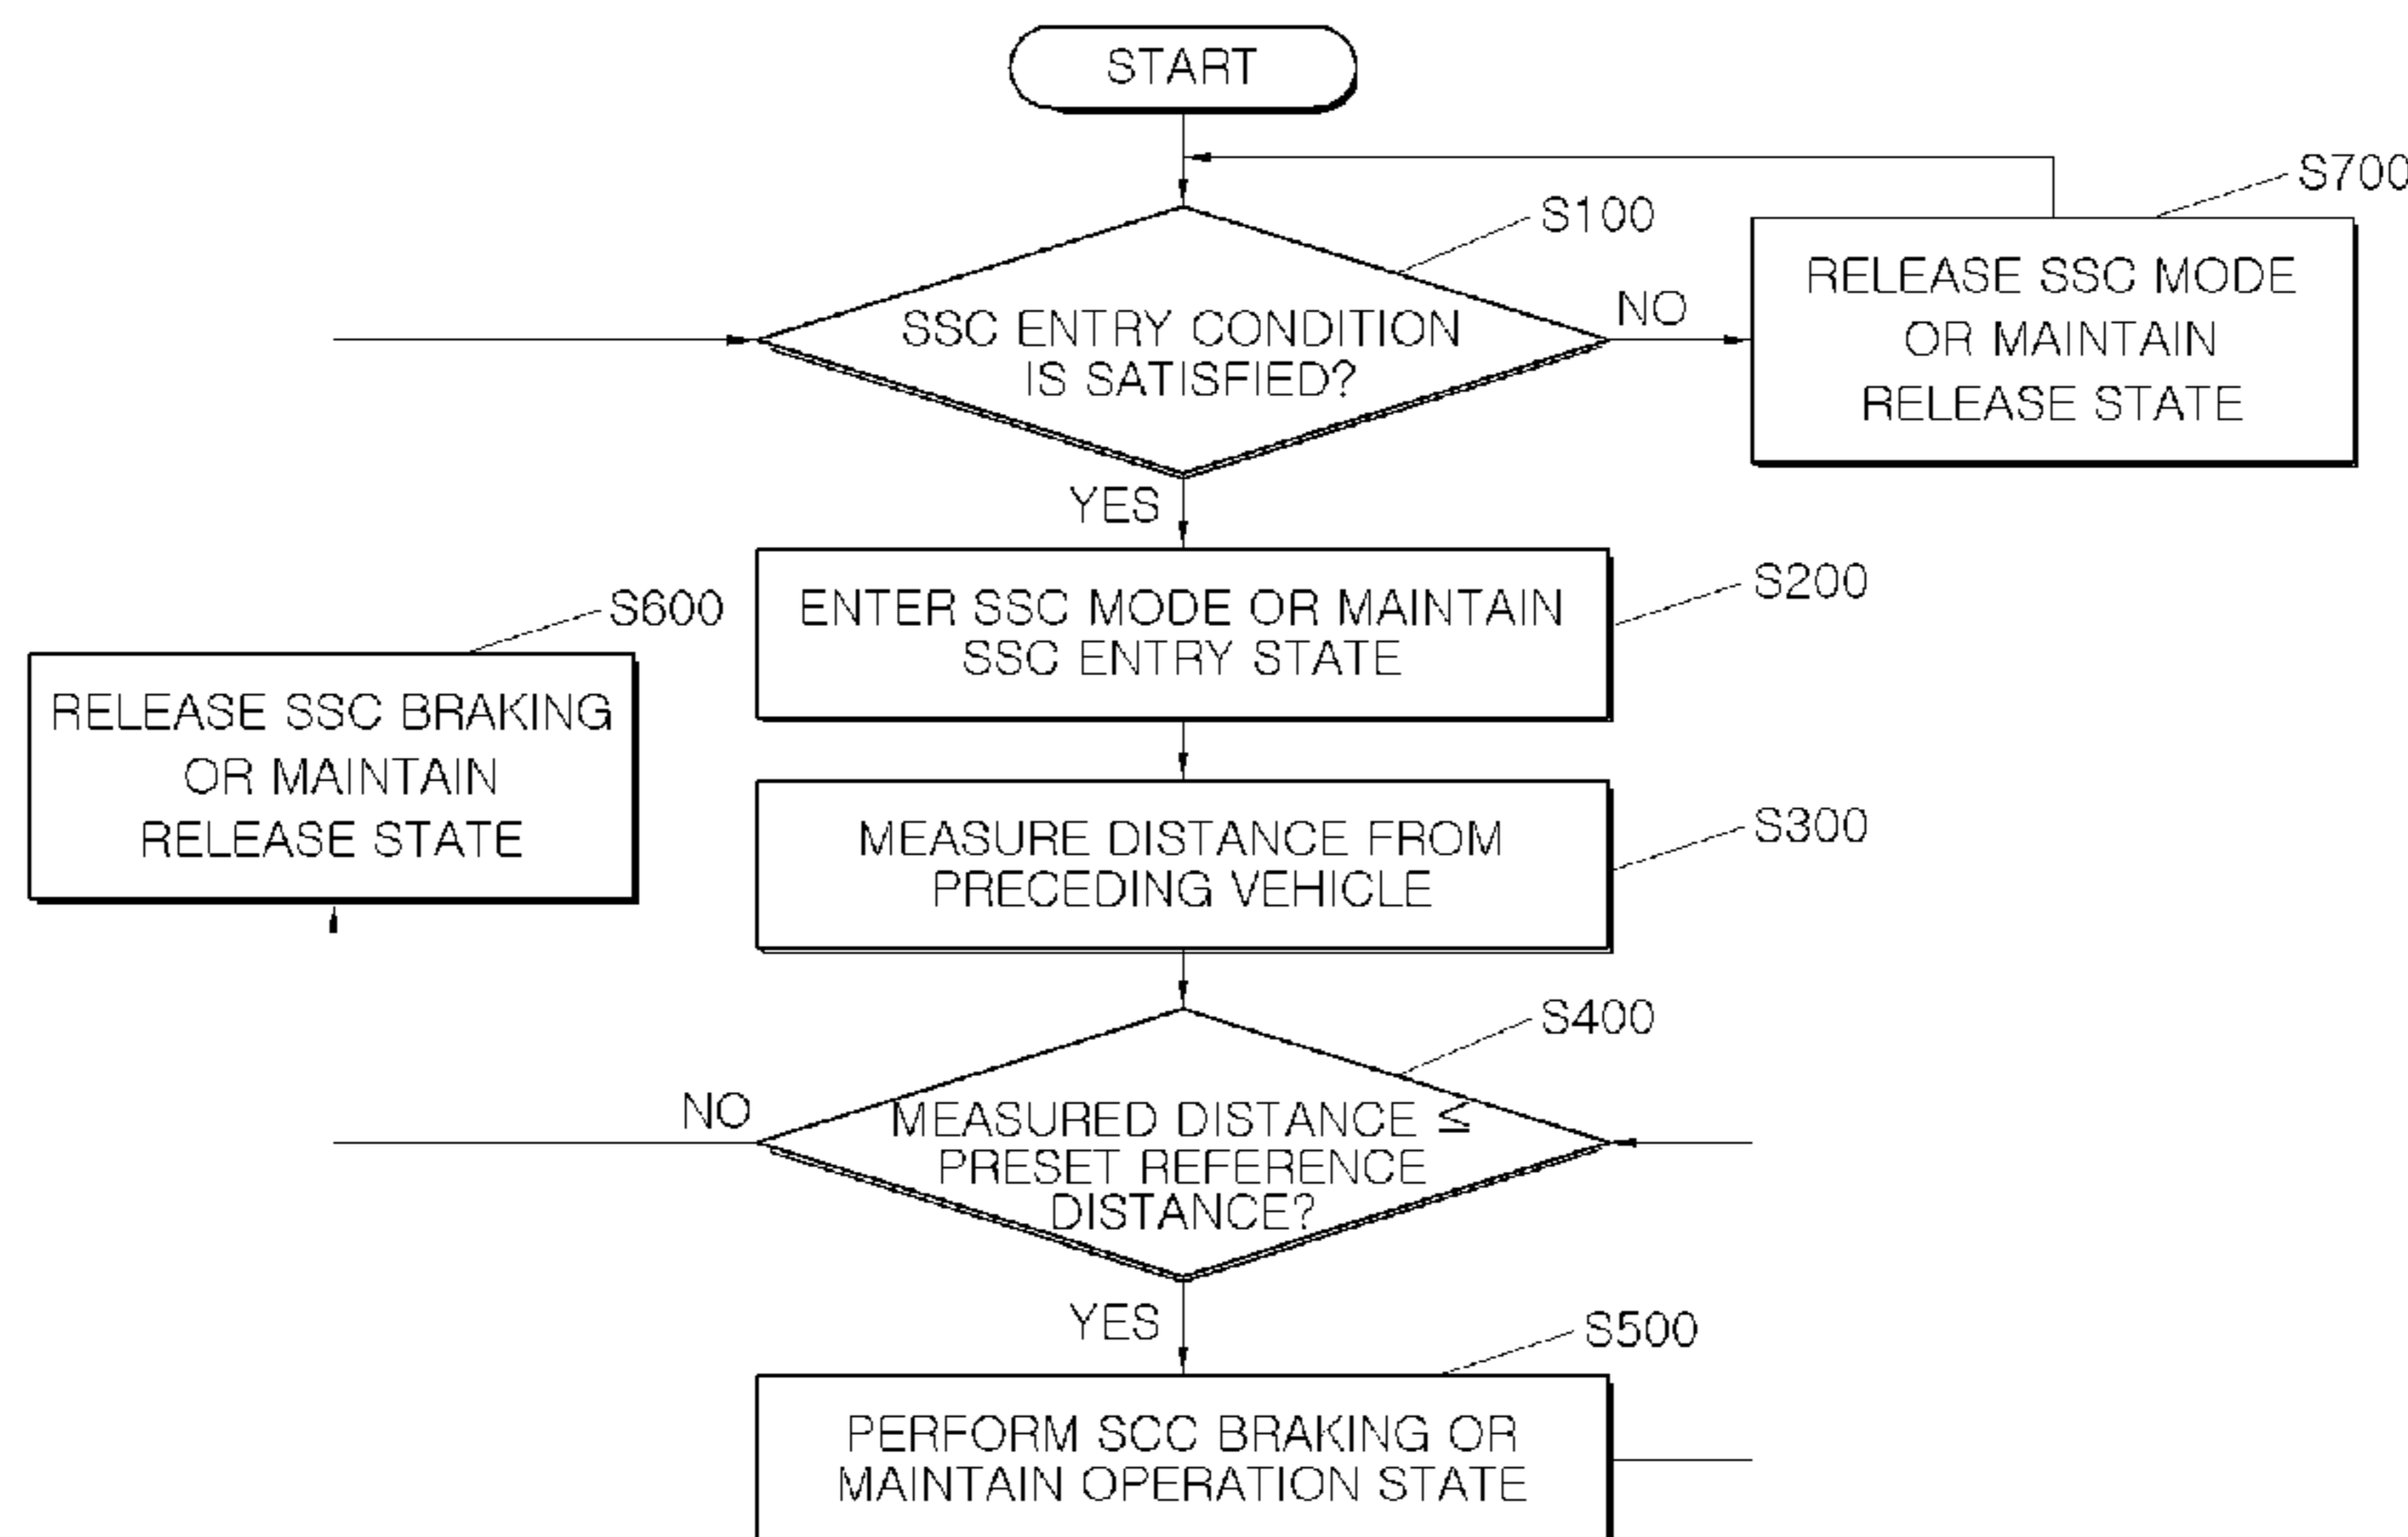 START
S700
S100
RELEASE SSC MODE
OR MAINTAIN
RELEASE STATE
NO
SSC ENTRY CONDITION
IS SATISFIED?
YES
S200
ENTER SSC MODE OR MAINTAIN
SSC ENTRY STATE
S600
RELEASE SSC BRAKING
OR MAINTAIN
RELEASE STATE
S300
MEASURE DISTANCE FROM
PRECEDING VEHICLE
S400
NO
MEASURED DISTANCE ≤
PRESET REFERENCE
DISTANCE?
YES
S500
PERFORM SCC BRAKING OR
MAINTAIN OPERATION STATE